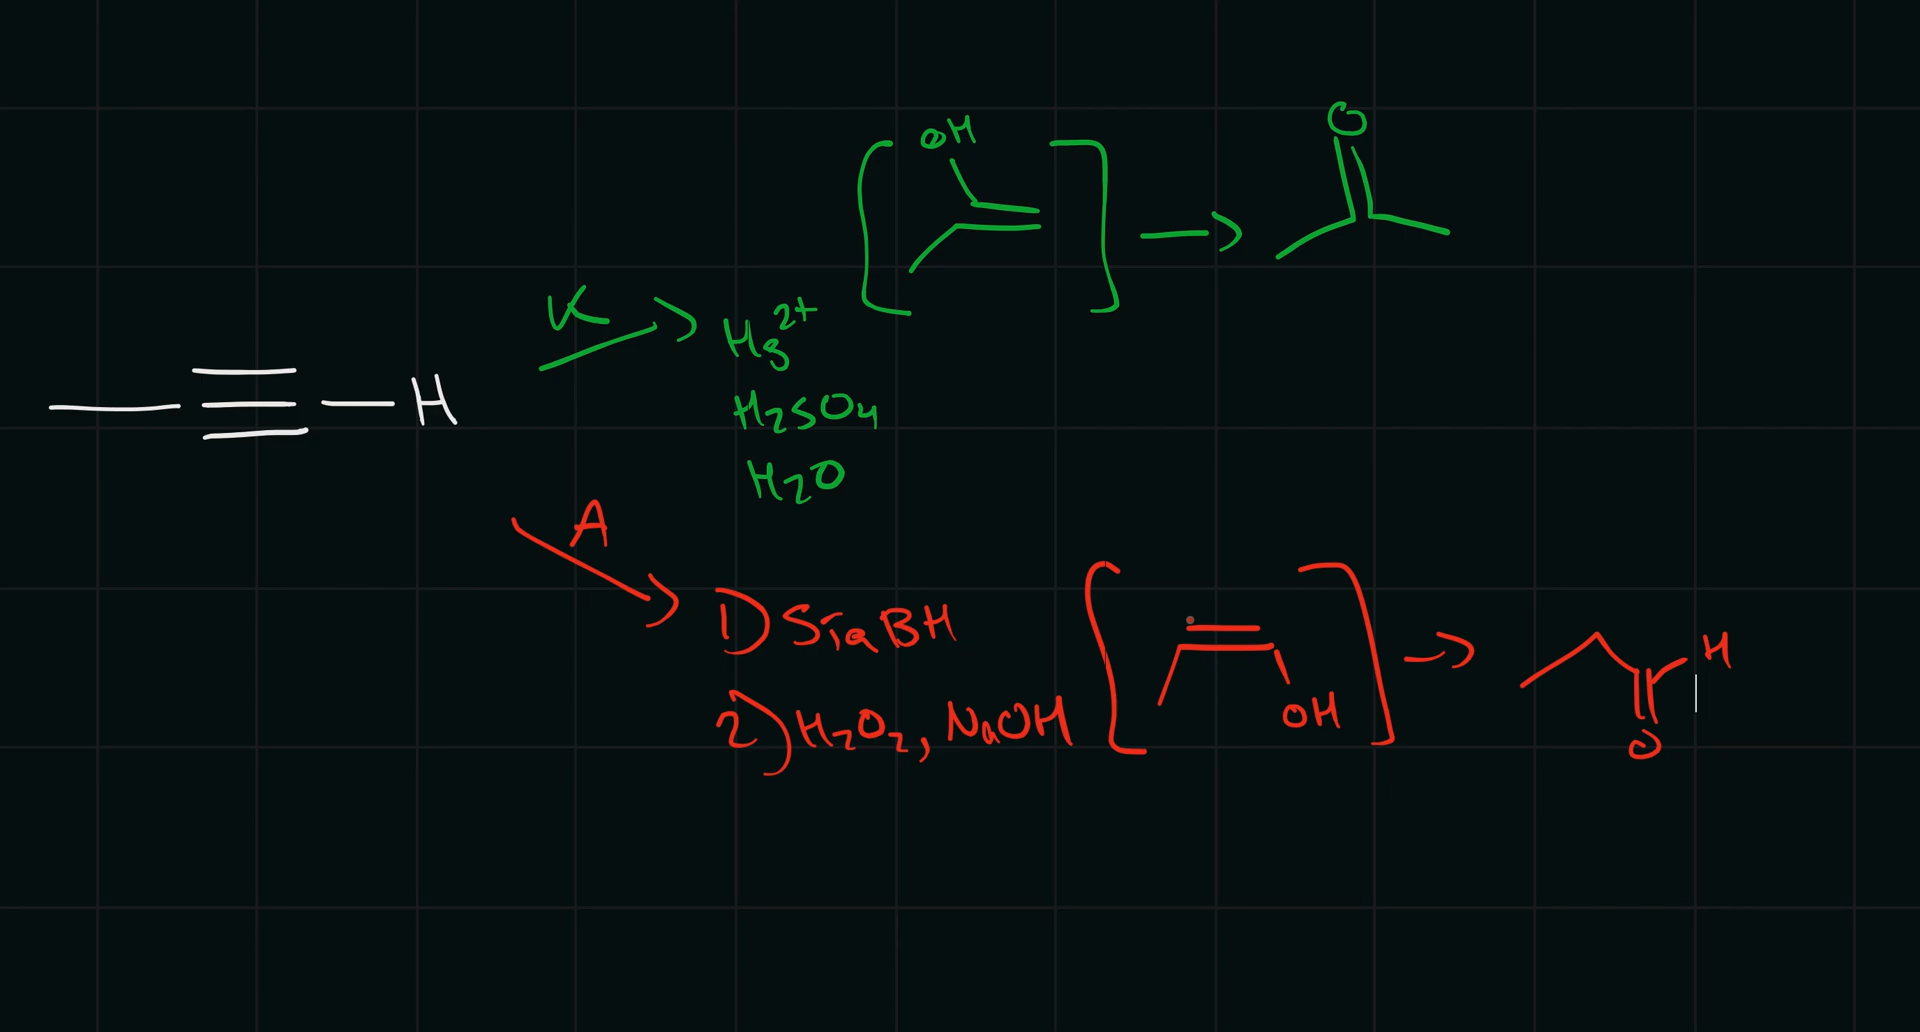 OH
O
K
Hg²⁺
H₂SO₄
H₂O
H
A
1) SiaBH
2) H₂O₂, NaOH
OH
H
O